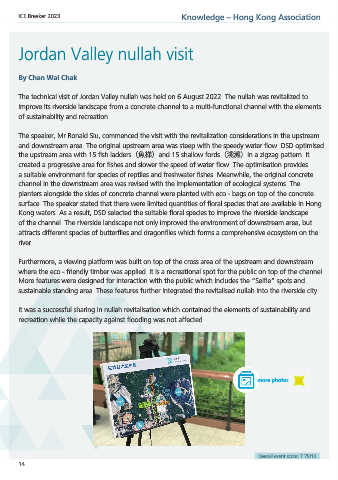 ICE Breaker 2023
Knowledge – Hong Kong Association
Jordan Valley nullah visit
By Chan Wai Chak
The technical visit of Jordan Valley nullah was held on 6 August 2022 The nullah was revitalized to
improve its riverside landscape from a concrete channel to a multi-functional channel with the elements
of sustainability and recreation
The speaker, Mr Ronald Siu, commenced the visit with the revitalization considerations in the upstream
and downstream area The original upstream area was steep with the speedy water flow DSD optimised
the upstream area with 15 fish ladders (魚梯) and 15 shallow fords (淺灘) in a zigzag pattern It
created a progressive area for fishes and slower the speed of water flow The optimisation provides
a suitable environment for species of reptiles and freshwater fishes Meanwhile, the original concrete
channel in the downstream area was revised with the implementation of ecological systems The
planters alongside the sides of concrete channel were planted with eco - bags on top of the concrete
surface The speaker stated that there were limited quantities of floral species that are available in Hong
Kong waters As a result, DSD selected the suitable floral species to improve the riverside landscape
of the channel The riverside landscape not only improved the environment of downstream area, but
attracts different species of butterflies and dragonflies which forms a comprehensive ecosystem on the
river
Furthermore, a viewing platform was built on top of the cross area of the upstream and downstream
where the eco - friendly timber was applied It is a recreational spot for the public on top of the channel
More features were designed for interaction with the public which includes the "Selfie" spots and
sustainable standing area These features further integrated the revitalised nullah into the riverside city
It was a successful sharing in nullah revitalisation which contained the elements of sustainability and
recreation while the capacity against flooding was not affected
more photos
14